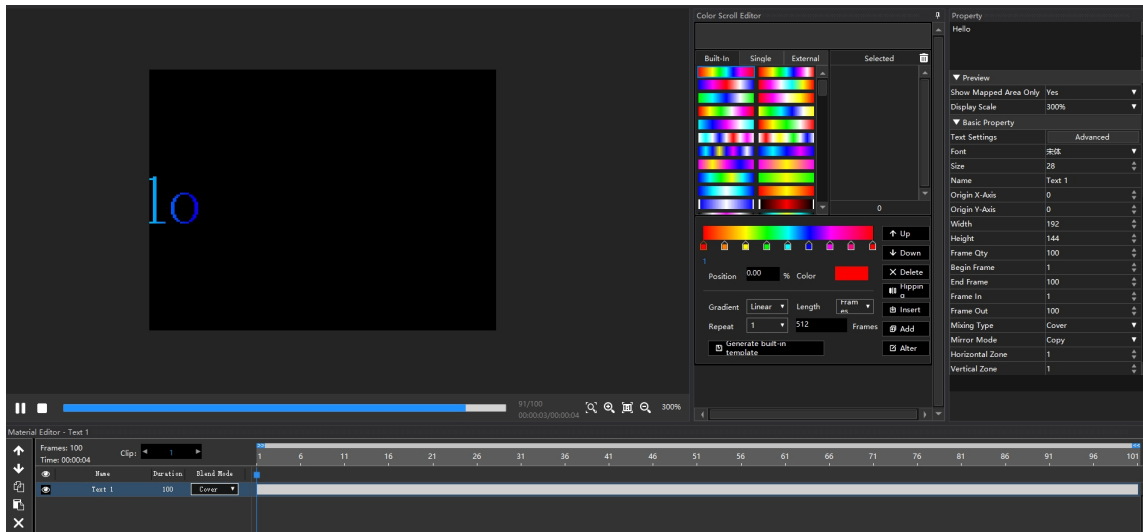 lo
91/100
00:00:03/00:00:04
300%
Color Scroll Editor
Built-In Single External Selected
0
1
Position 0.00 % Color
Gradient Linear Length Fram
es
Repeat 1 512 Frames
Generate built-in
template
Up
Down
Delete
Flippin
g
Insert
Add
Alter
Property
Hello
Preview
Show Mapped Area Only Yes
Display Scale 300%
Basic Property
Text Settings Advanced
Font 宋体
Size 28
Name Text 1
Origin X-Axis 0
Origin Y-Axis 0
Width 192
Height 144
Frame Qty 100
Begin Frame 1
End Frame 100
Frame In 1
Frame Out 100
Mixing Type Cover
Mirror Mode Copy
Horizontal Zone 1
Vertical Zone 1
Material Editor - Text 1
Frames: 100
Time: 00:00:04
Clip: 1
1 6 11 16 21 26 31 36 41 46 51 56 61 66 71 76 81 86 91 96 101
Name Duration Blend Mode
Text 1 100 Cover